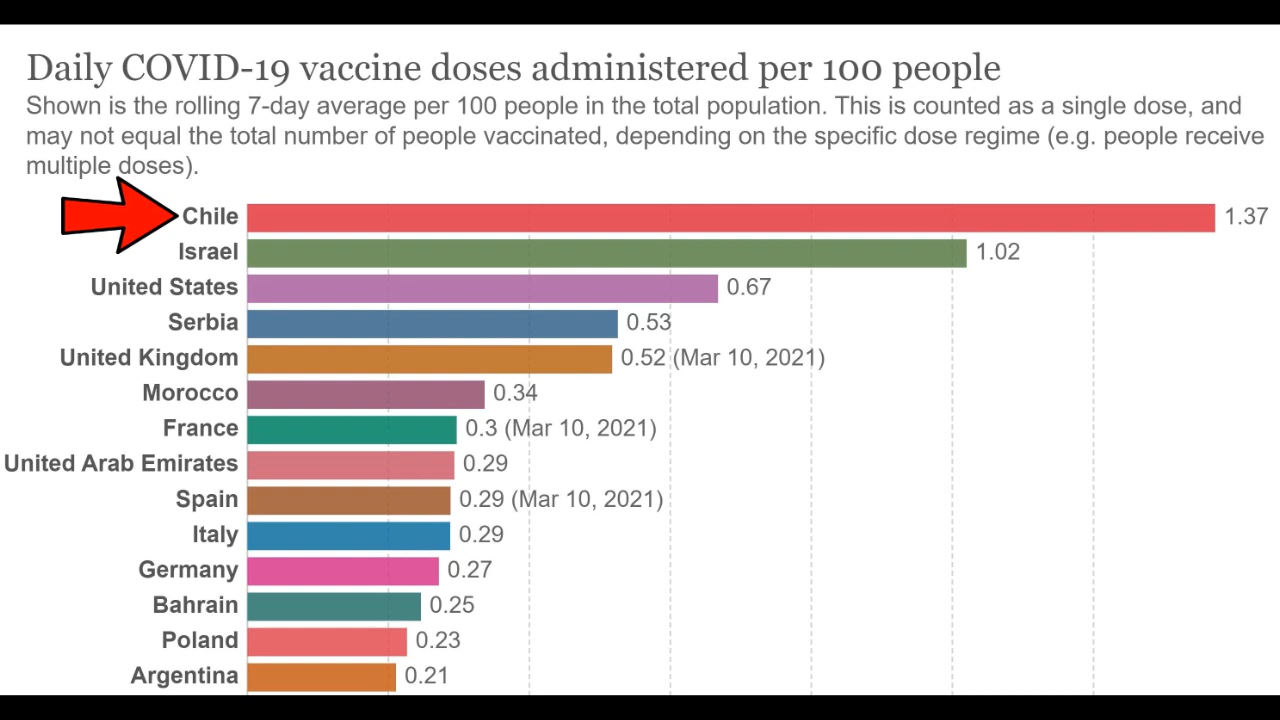 Daily COVID-19 vaccine doses administered per 100 people
Shown is the rolling 7-day average per 100 people in the total population. This is counted as a single dose, and
may not equal the total number of people vaccinated, depending on the specific dose regime (e.g. people receive
multiple doses).
Chile 1.37
Israel 1.02
United States 0.67
Serbia 0.53
United Kingdom 0.52 (Mar 10, 2021)
Morocco 0.34
France 0.3 (Mar 10, 2021)
United Arab Emirates 0.29
Spain 0.29 (Mar 10, 2021)
Italy 0.29
Germany 0.27
Bahrain 0.25
Poland 0.23
Argentina 0.21